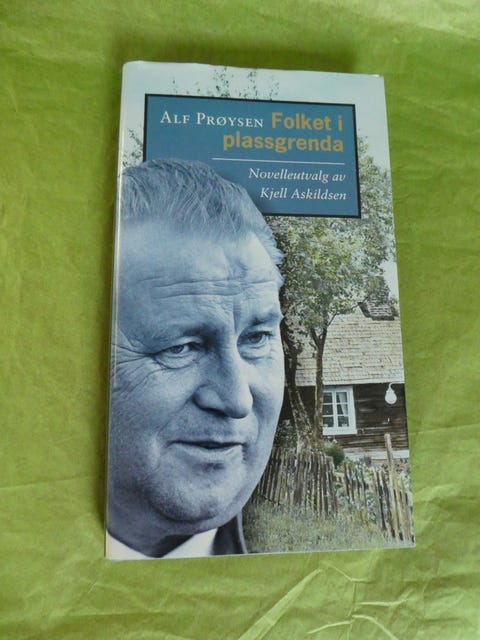 ALF PRØYSEN Folket i
plassgrenda
Novelleutvalg av
Kjell Askildsen